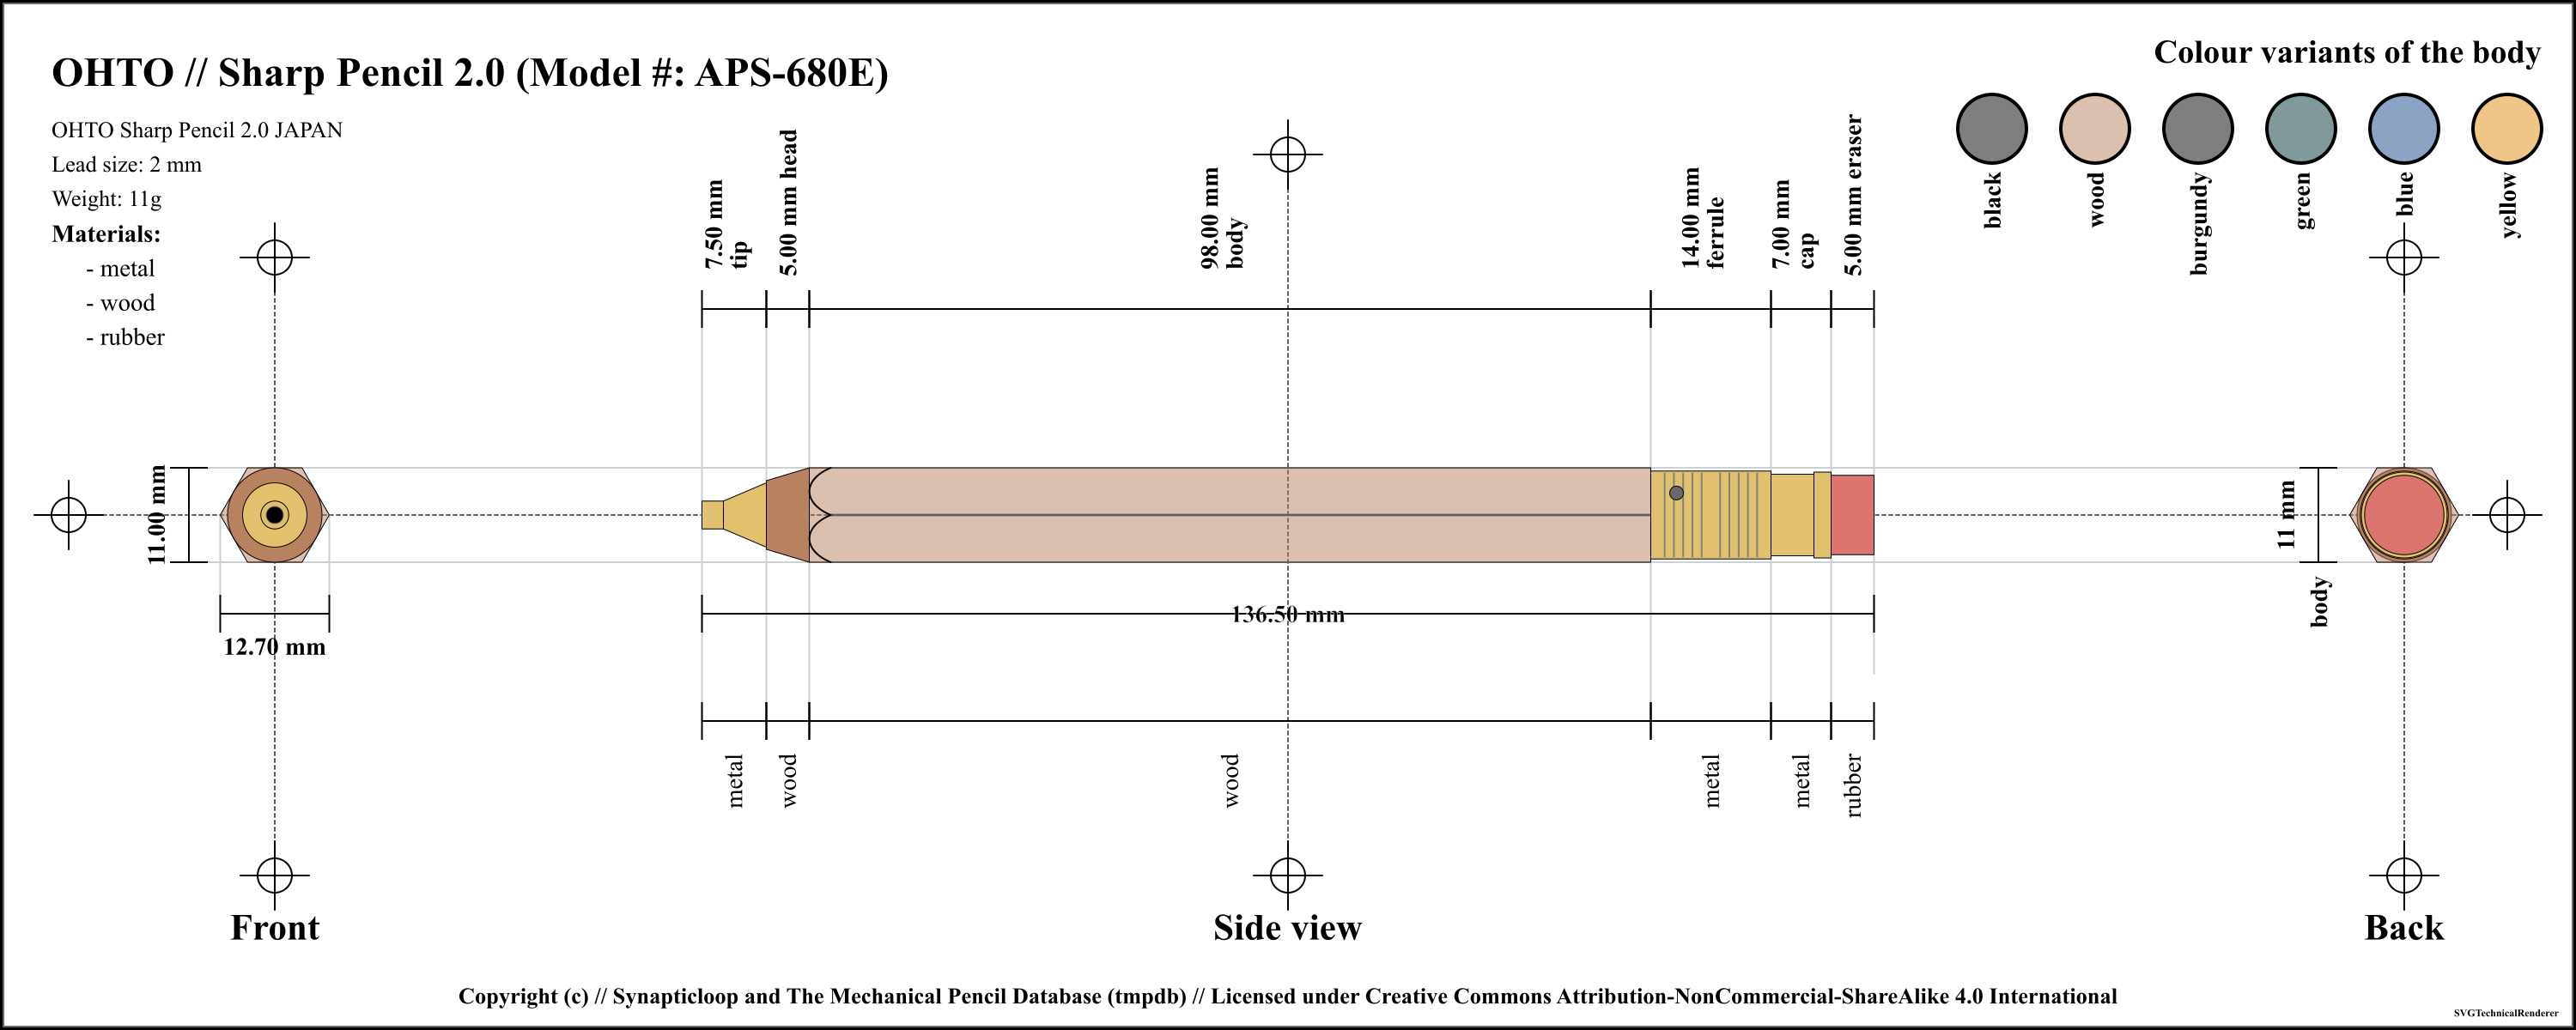 OHTO // Sharp Pencil 2.0 (Model #: APS-680E)
OHTO Sharp Pencil 2.0 JAPAN
Lead size: 2 mm
Weight: 11g
Materials:
- metal
- wood
- rubber
Colour variants of the body
black
wood
burgundy
green
blue
yellow
7.50 mm
tip
5.00 mm head
98.00 mm
body
14.00 mm
ferrule
7.00 mm
cap
5.00 mm eraser
11.00 mm
12.70 mm
136.50 mm
11 mm
body
metal
wood
wood
metal
metal
rubber
Front
Side view
Back
Copyright (c) // Synapticloop and The Mechanical Pencil Database (tmpdb) // Licensed under Creative Commons Attribution-NonCommercial-ShareAlike 4.0 International
SVGTechnicalRenderer